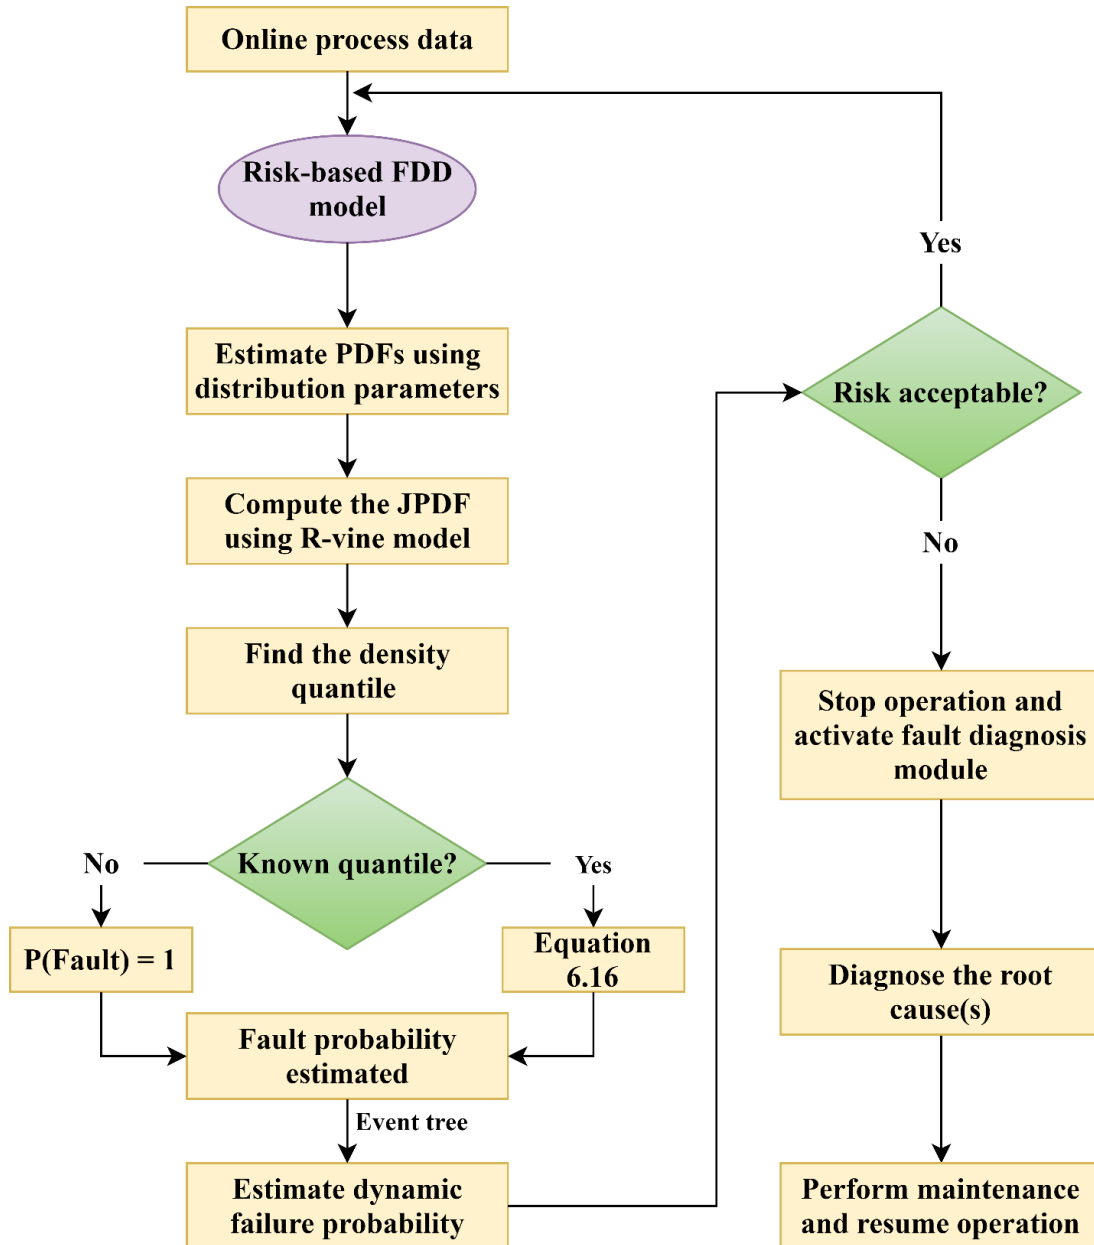 Online process data
Risk-based FDD
model
Estimate PDFs using
distribution parameters
Compute the JPDF
using R-vine model
Find the density
quantile
Known quantile?
No
Yes
P(Fault) = 1
Equation
6.16
Fault probability
estimated
Event tree
Estimate dynamic
failure probability
Yes
Risk acceptable?
No
Stop operation and
activate fault diagnosis
module
Diagnose the root
cause(s)
Perform maintenance
and resume operation